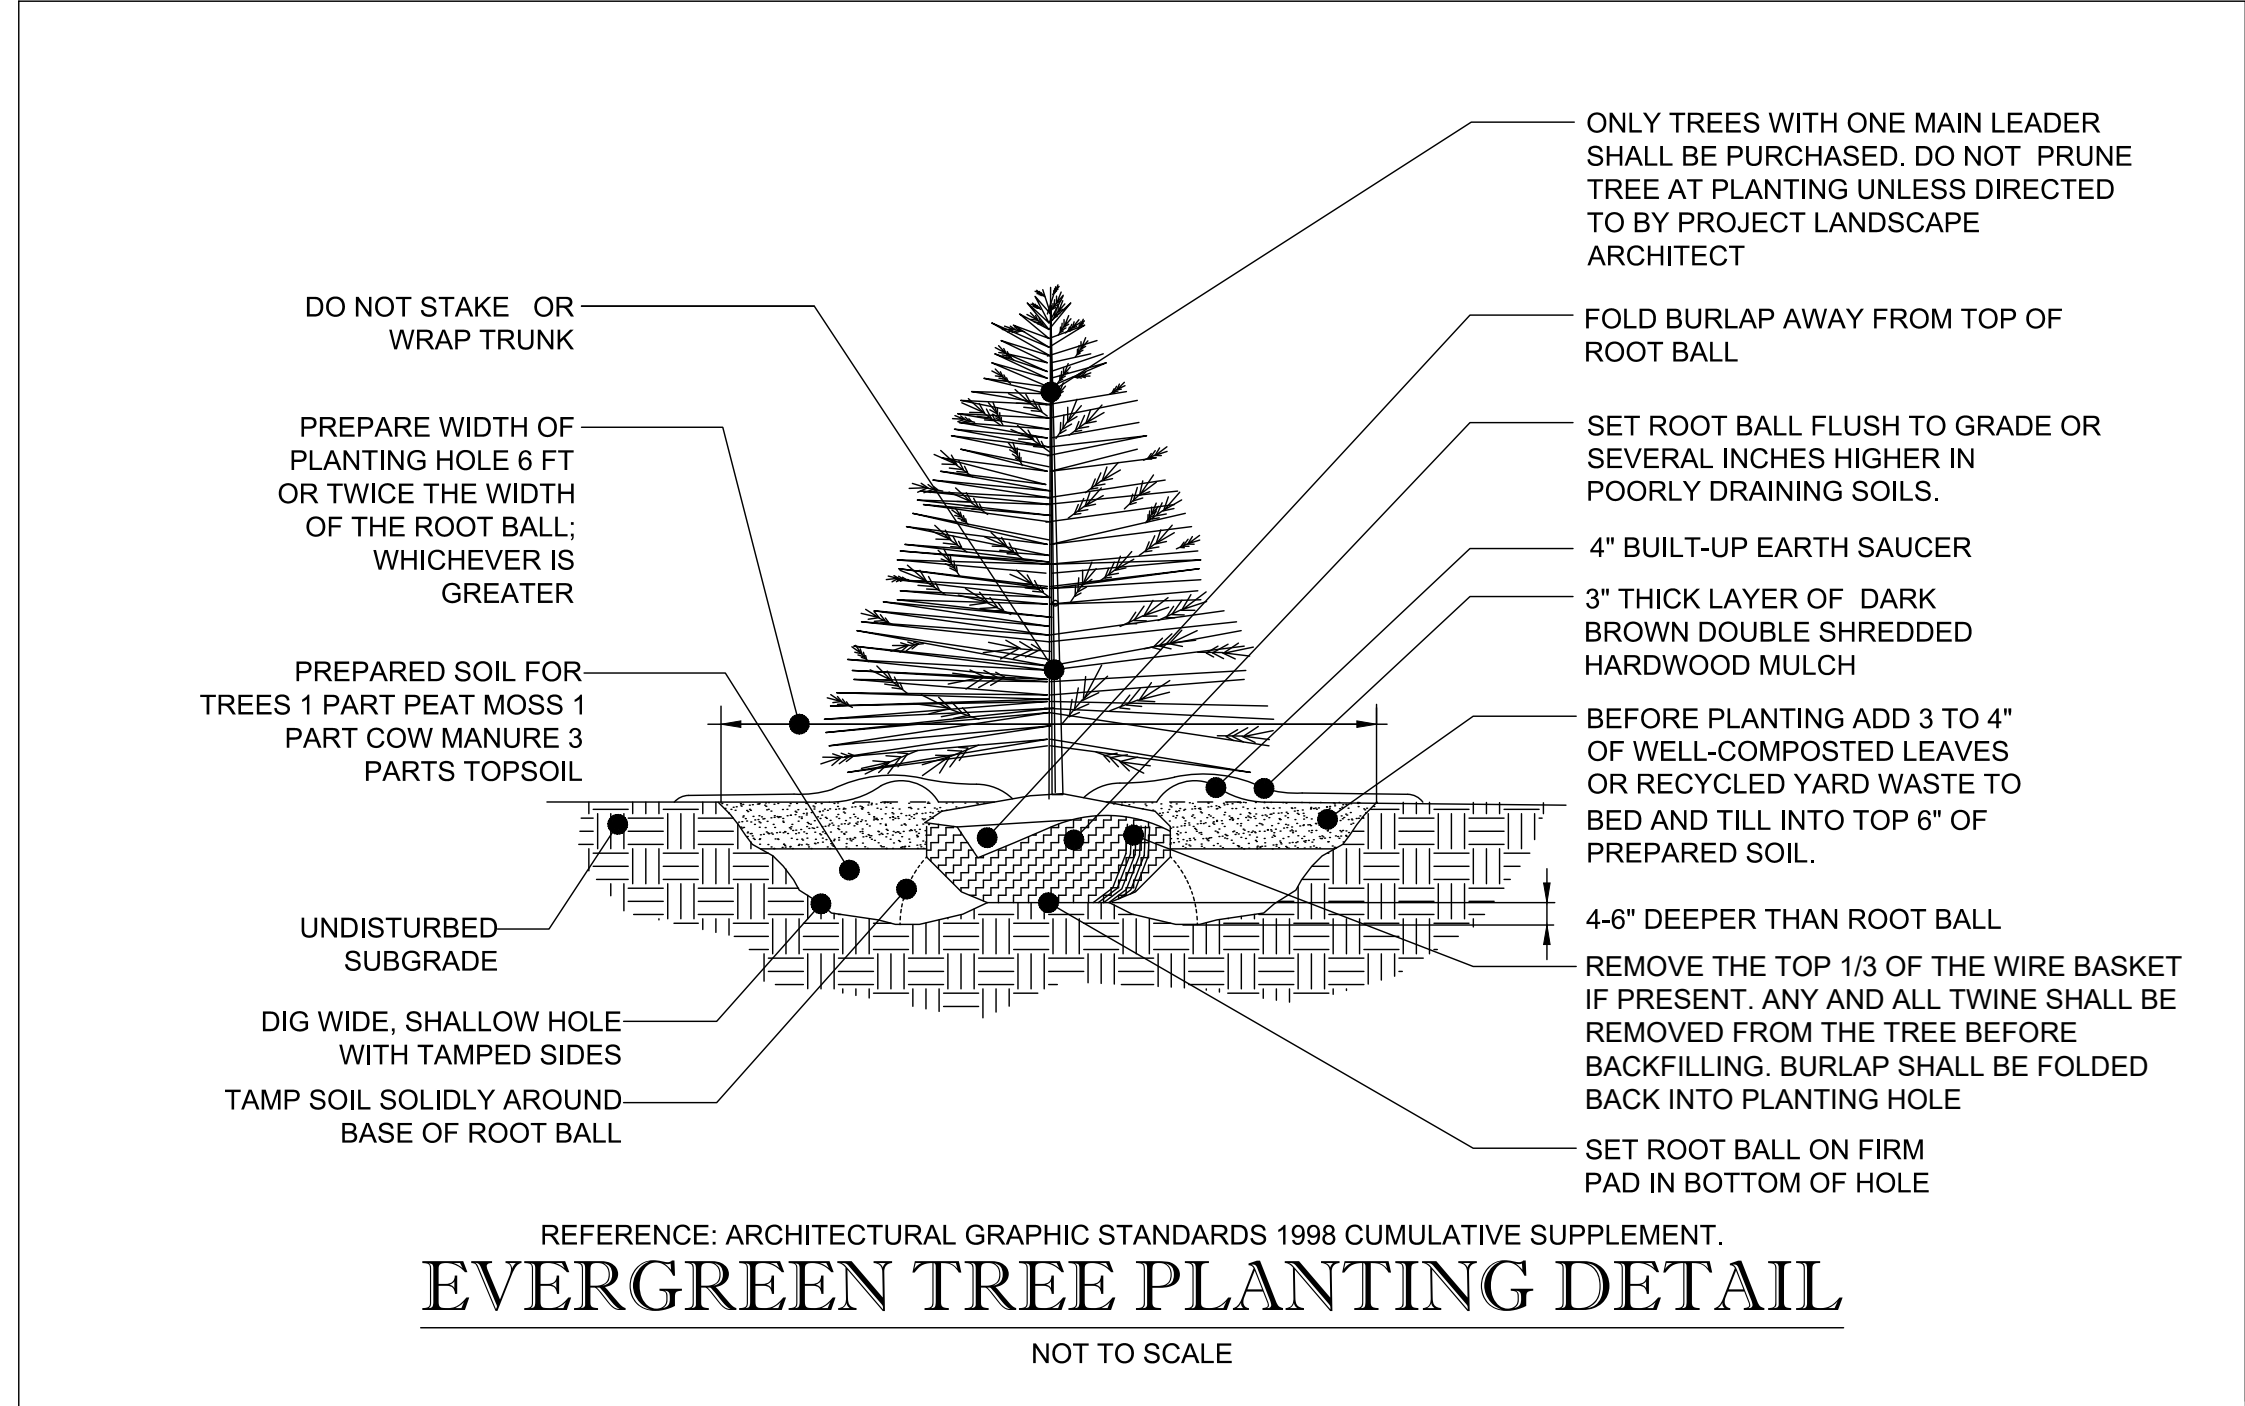 ONLY TREES WITH ONE MAIN LEADER
SHALL BE PURCHASED. DO NOT PRUNE
TREE AT PLANTING UNLESS DIRECTED
TO BY PROJECT LANDSCAPE
ARCHITECT
DO NOT STAKE OR
WRAP TRUNK
FOLD BURLAP AWAY FROM TOP OF
ROOT BALL
PREPARE WIDTH OF
PLANTING HOLE 6 FT
OR TWICE THE WIDTH
OF THE ROOT BALL;
WHICHEVER IS
GREATER
SET ROOT BALL FLUSH TO GRADE OR
SEVERAL INCHES HIGHER IN
POORLY DRAINING SOILS.
4" BUILT-UP EARTH SAUCER
3" THICK LAYER OF DARK
BROWN DOUBLE SHREDDED
HARDWOOD MULCH
PREPARED SOIL FOR
TREES 1 PART PEAT MOSS 1
PART COW MANURE 3
PARTS TOPSOIL
BEFORE PLANTING ADD 3 TO 4"
OF WELL-COMPOSTED LEAVES
OR RECYCLED YARD WASTE TO
BED AND TILL INTO TOP 6" OF
PREPARED SOIL.
UNDISTURBED
SUBGRADE
4-6" DEEPER THAN ROOT BALL
REMOVE THE TOP 1/3 OF THE WIRE BASKET
IF PRESENT. ANY AND ALL TWINE SHALL BE
REMOVED FROM THE TREE BEFORE
BACKFILLING. BURLAP SHALL BE FOLDED
BACK INTO PLANTING HOLE
DIG WIDE, SHALLOW HOLE
WITH TAMPED SIDES
TAMP SOIL SOLIDLY AROUND
BASE OF ROOT BALL
SET ROOT BALL ON FIRM
PAD IN BOTTOM OF HOLE
REFERENCE: ARCHITECTURAL GRAPHIC STANDARDS 1998 CUMULATIVE SUPPLEMENT.
EVERGREEN TREE PLANTING DETAIL
NOT TO SCALE